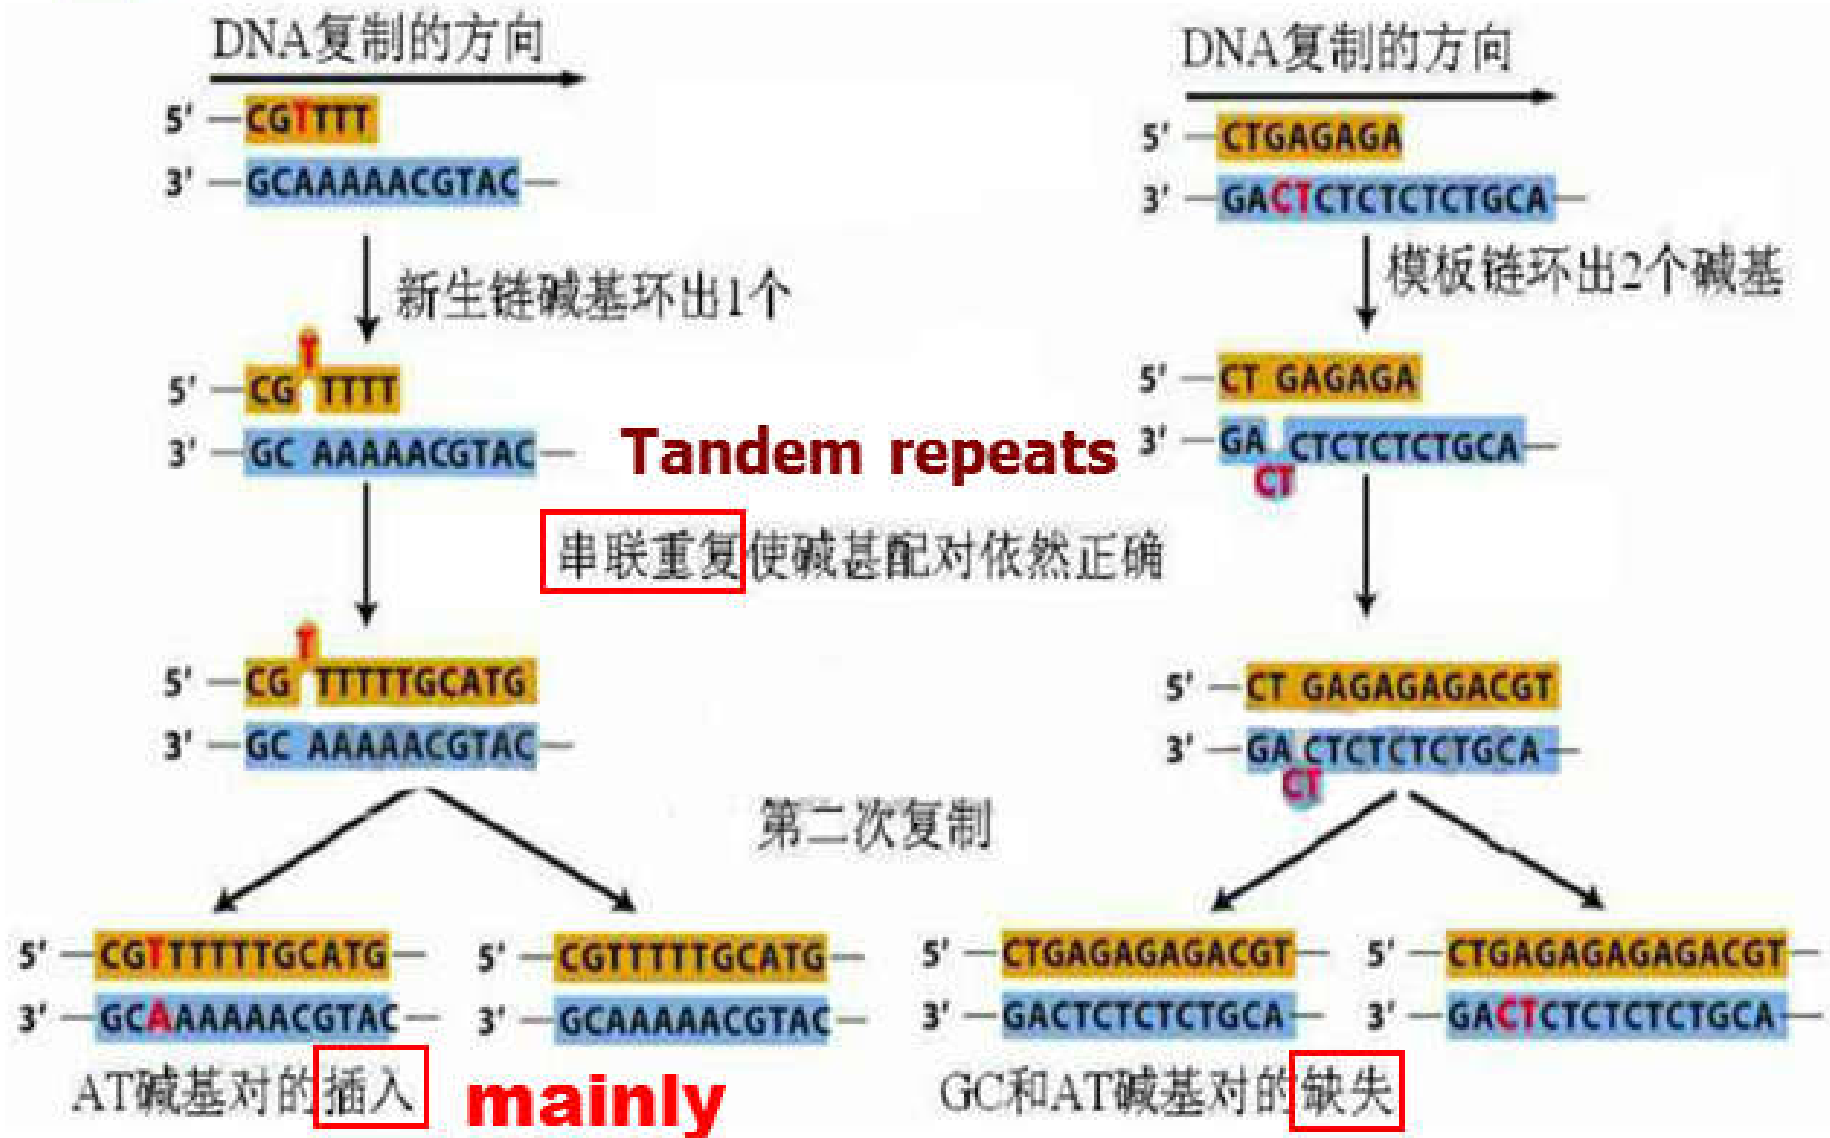 DNA复制的方向
5' CGTTTT
3' GCAAAAACGTAC
新生链碱基环出1个
T
5' CG TTTT
3' GC AAAAACGTAC
T
5' CG TTTTTGCATG
3' GC AAAAACGTAC
DNA复制的方向
5' CTGAGAGA
3' GACTCTCTCTCTGCA
模板链环出2个碱基
5' CT GAGAGA
3' GA CTCTCTCTGCA
CT
Tandem repeats
串联重复使碱甚配对依然正确
5' CT GAGAGAGACGT
3' GA CTCTCTCTGCA
CT
第二次复制
5' CGTTTTTTGCATG
3' GCAAAAAACGTAC
5' CGTTTTTGCATG
3' GCAAAAACGTAC
AT碱基对的插入
mainly
5' CTGAGAGAGACGT
3' GACTCTCTCTGCA
5' CTGAGAGAGAGACGT
3' GACTCTCTCTCTGCA
GC和AT碱基对的缺失